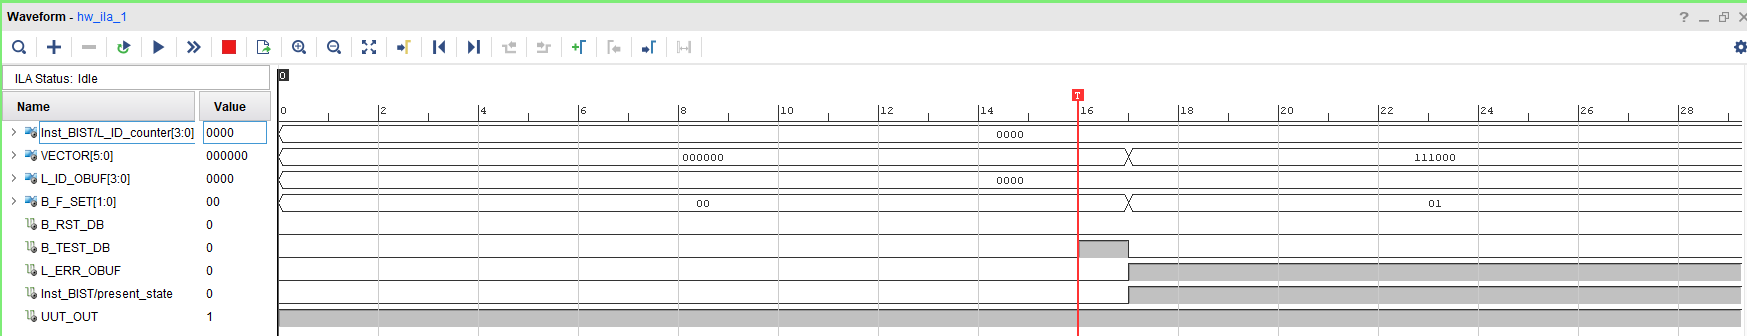 Waveform - hw_ila_1
ILA Status: Idle
0
Name Value
0 2 4 6 8 10 12 14 T 16 18 20 22 24 26 28
Inst_BIST/L_ID_counter[3:0] 0000 0000
VECTOR[5:0] 000000 000000 111000
L_ID_OBUF[3:0] 0000 0000
B_F_SET[1:0] 00 00 01
B_RST_DB 0
B_TEST_DB 0
L_ERR_OBUF 0
Inst_BIST/present_state 0
UUT_OUT 1